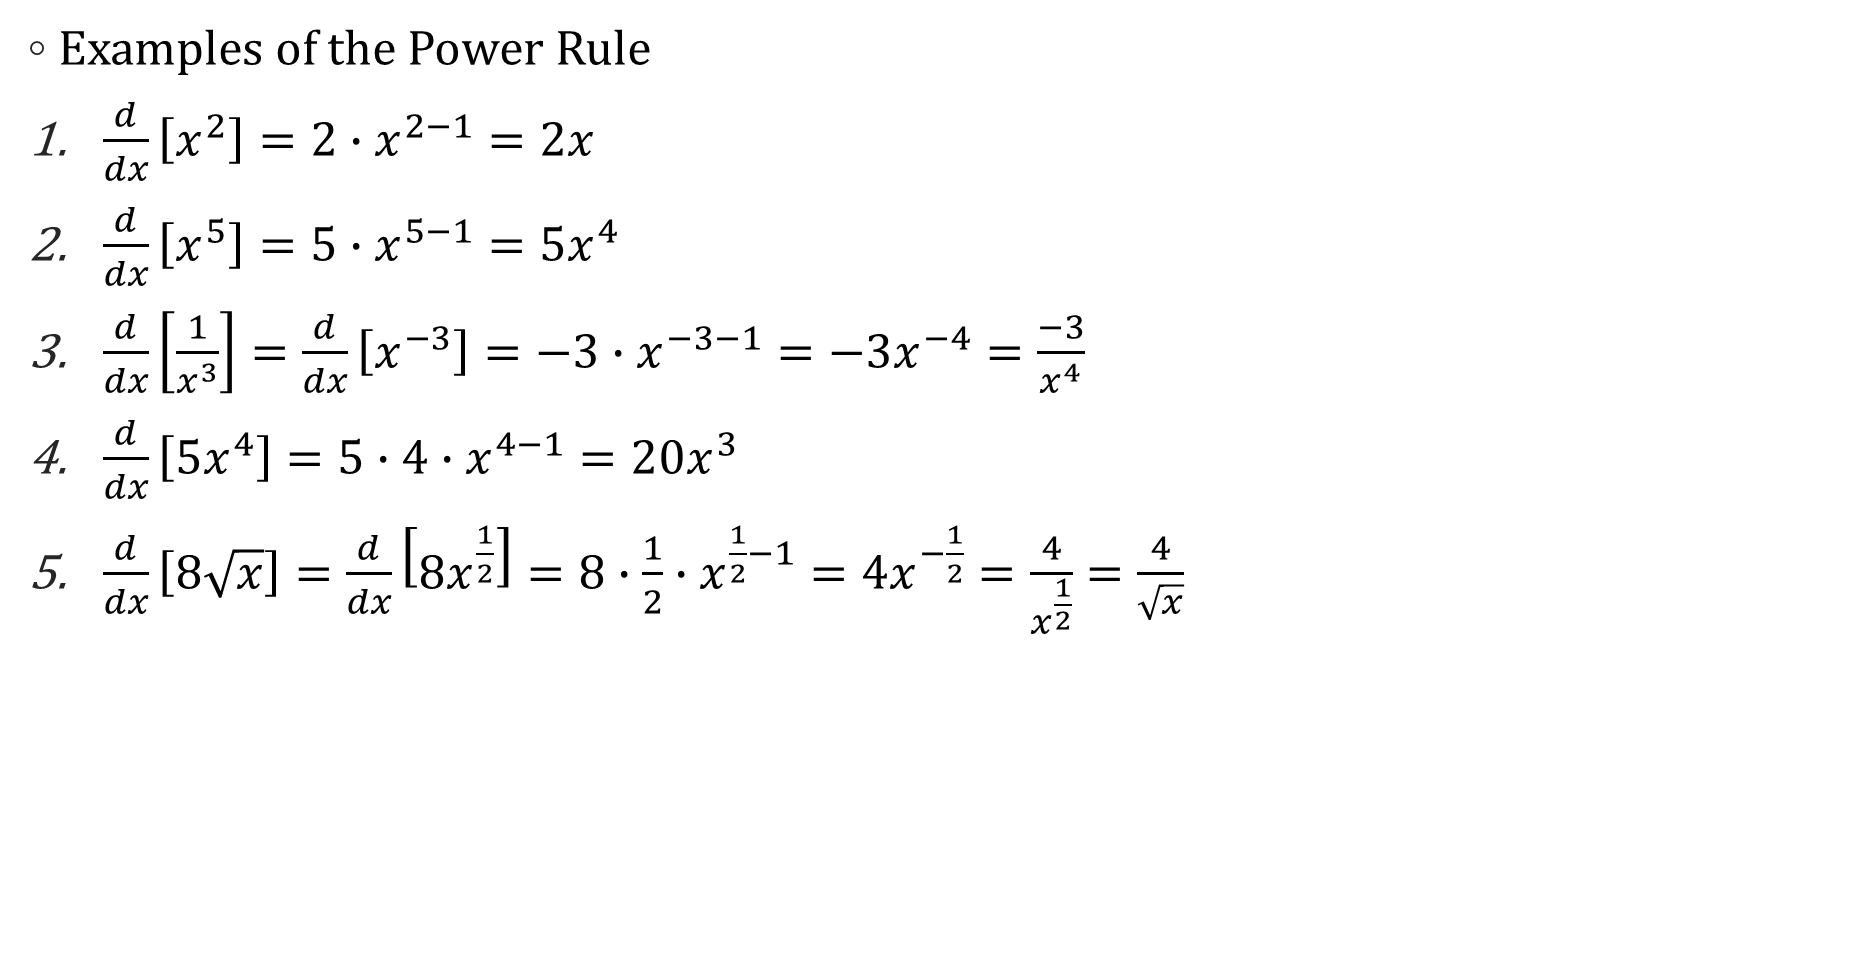 ◦ Examples of the Power Rule
1. d/dx [x²] = 2 · x²⁻¹ = 2x
2. d/dx [x⁵] = 5 · x⁵⁻¹ = 5x⁴
3. d/dx [1/x³] = d/dx [x⁻³] = −3 · x⁻³⁻¹ = −3x⁻⁴ = −3/x⁴
4. d/dx [5x⁴] = 5 · 4 · x⁴⁻¹ = 20x³
5. d/dx [8√x] = d/dx [8x^(1/2)] = 8 · 1/2 · x^(1/2−1) = 4x^(−1/2) = 4/x^(1/2) = 4/√x